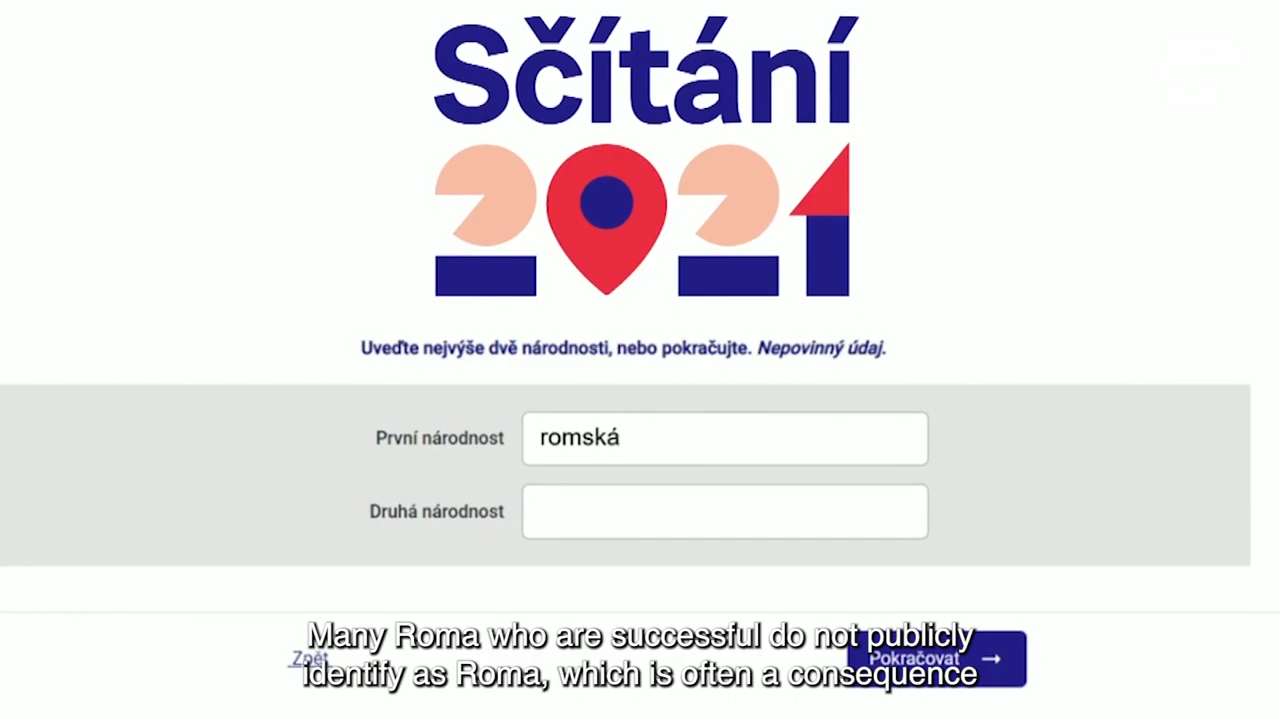 Sčítání
2021
Uveďte nejvýše dvě národnosti, nebo pokračujte. Nepovinný údaj.
První národnost romská
Druhá národnost
Zpět
Pokračovat →
Many Roma who are successful do not publicly
identify as Roma, which is often a consequence